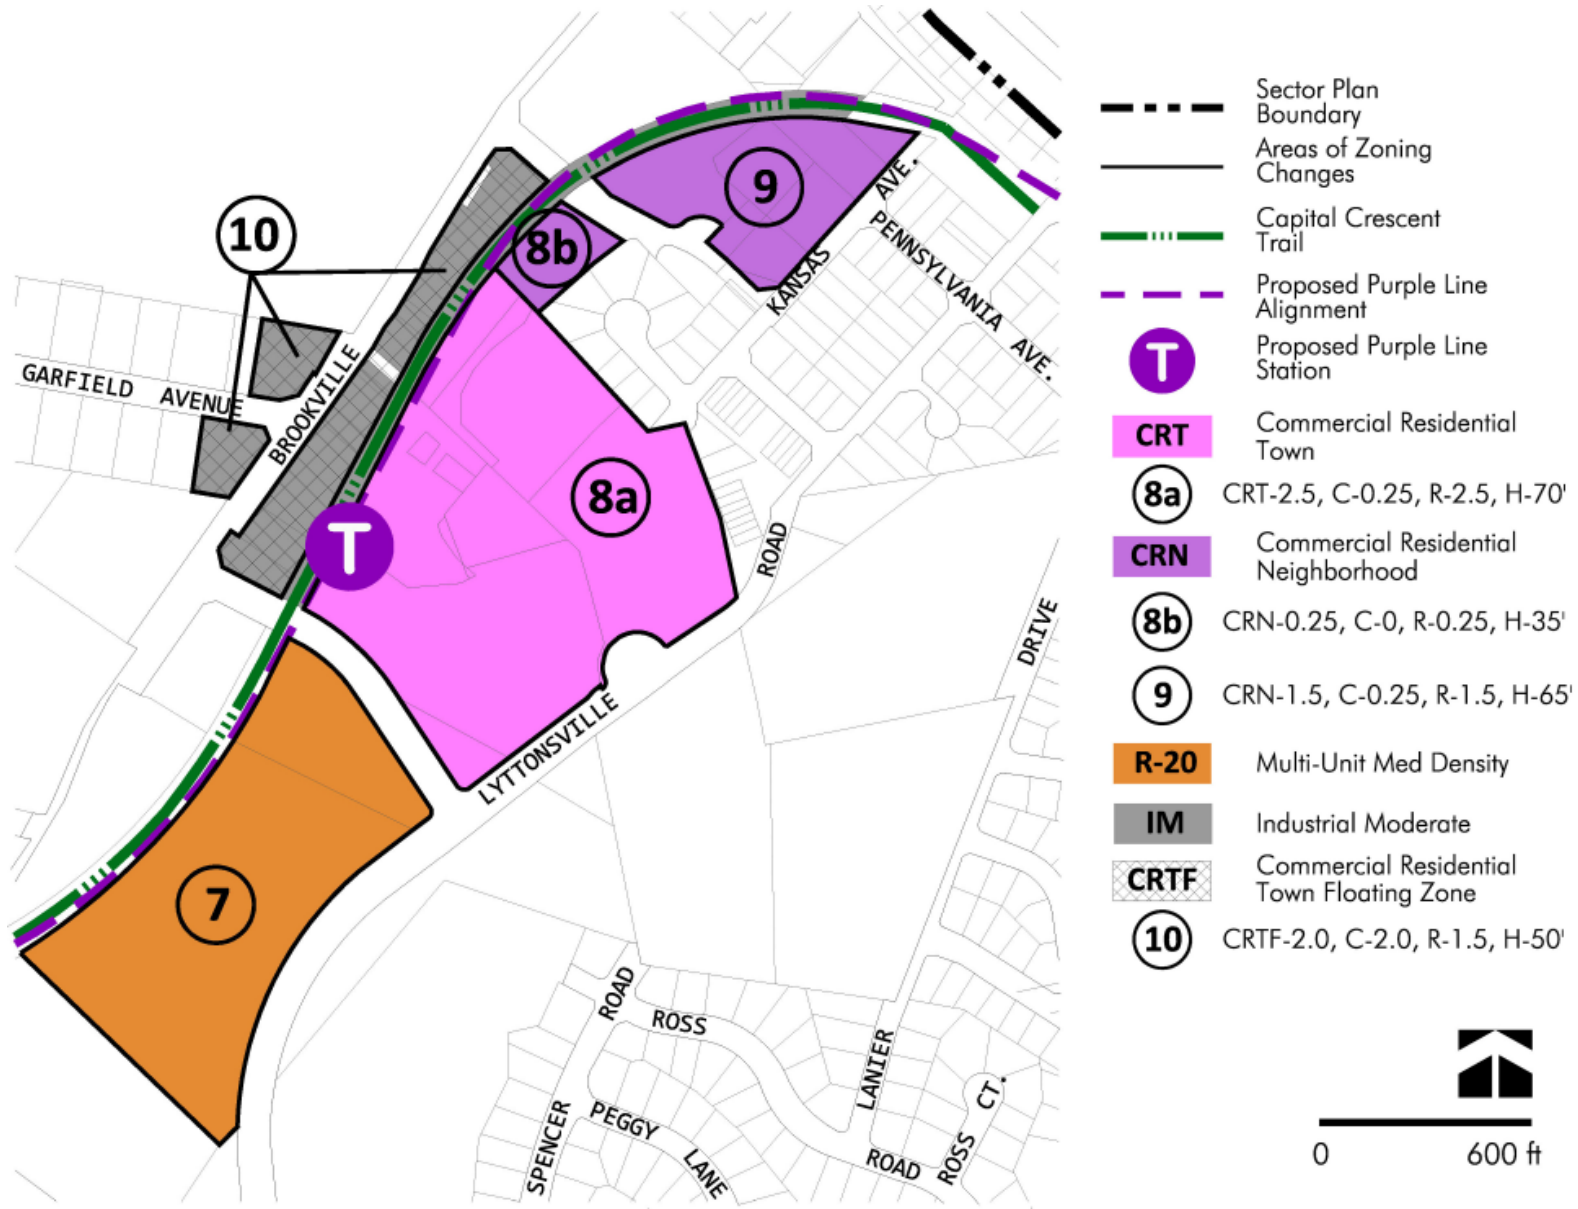 10
8b
9
AVE.
KANSAS
PENNSYLVANIA AVE.
GARFIELD AVENUE
BROOKVILLE
8a
T
ROAD
LYTTONSVILLE
DRIVE
7
ROAD
ROSS
LANIER
SPENCER
PEGGY
LANE
ROAD
ROSS
CT.
Sector Plan
Boundary
Areas of Zoning
Changes
Capital Crescent
Trail
Proposed Purple Line
Alignment
T
Proposed Purple Line
Station
CRT
Commercial Residential
Town
8a
CRT-2.5, C-0.25, R-2.5, H-70'
CRN
Commercial Residential
Neighborhood
8b
CRN-0.25, C-0, R-0.25, H-35'
9
CRN-1.5, C-0.25, R-1.5, H-65'
R-20
Multi-Unit Med Density
IM
Industrial Moderate
CRTF
Commercial Residential
Town Floating Zone
10
CRTF-2.0, C-2.0, R-1.5, H-50'
0
600 ft